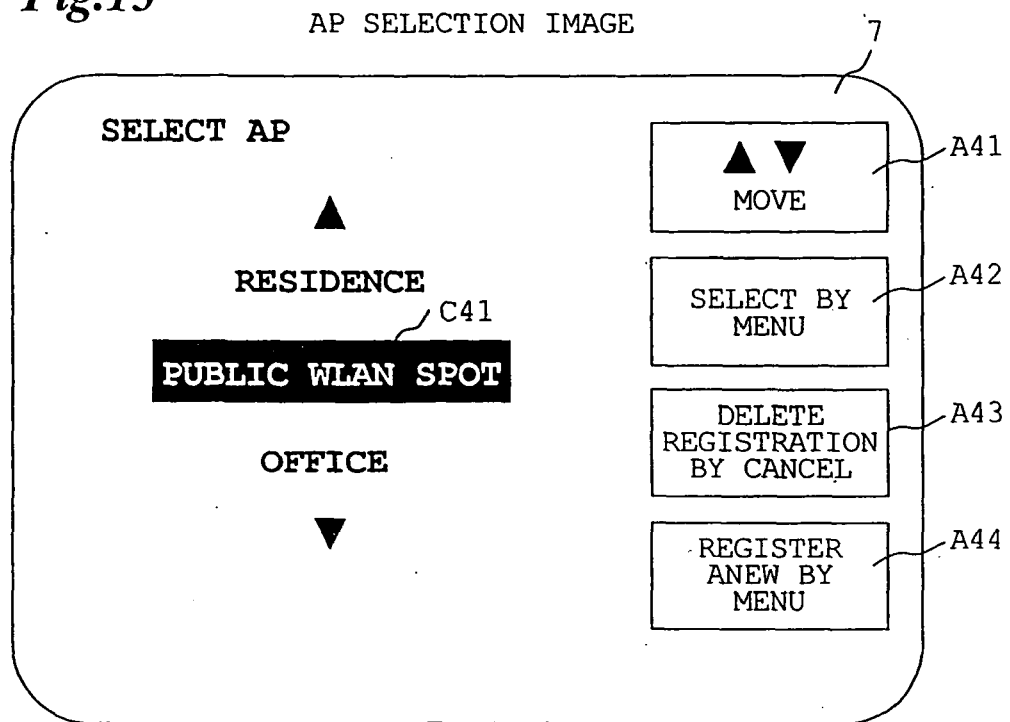 Fig.15
AP SELECTION IMAGE
7
SELECT AP
▲
RESIDENCE
C41
PUBLIC WLAN SPOT
OFFICE
▼
▲ ▼
MOVE
A41
SELECT BY
MENU
A42
DELETE
REGISTRATION
BY CANCEL
A43
REGISTER
ANEW BY
MENU
A44